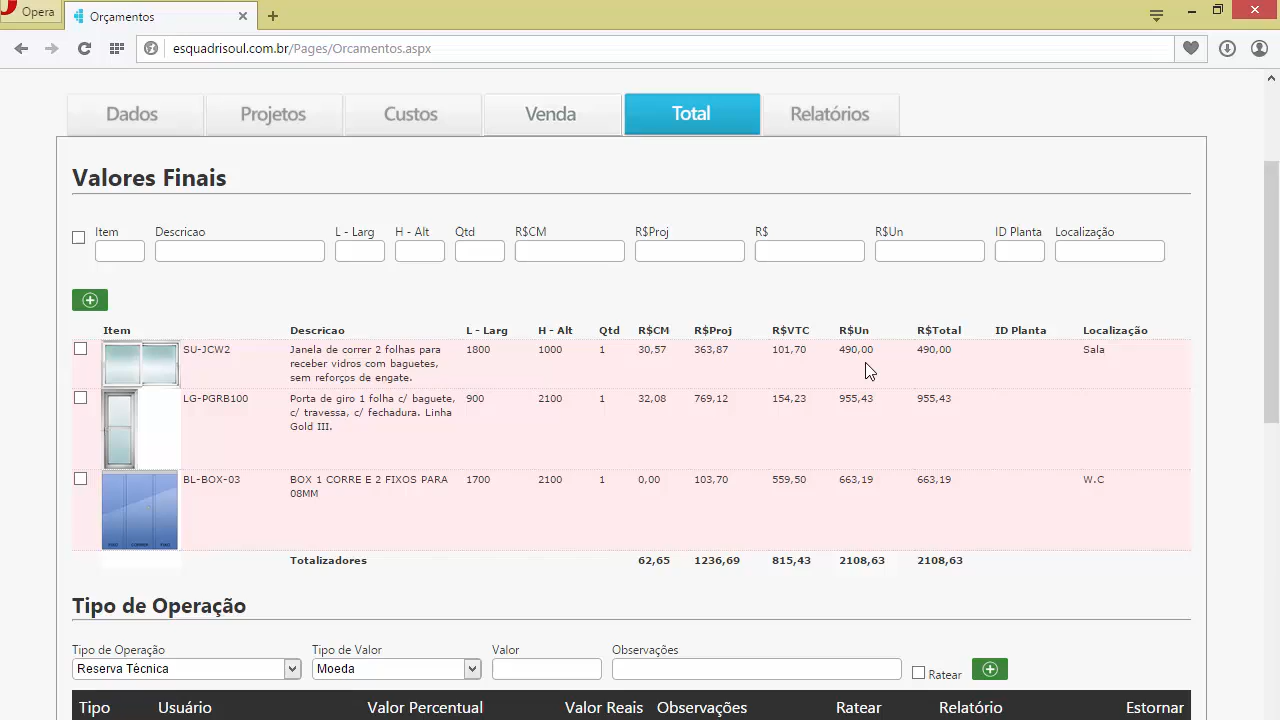 Opera
Orçamentos
esquadrisoul.com.br/Pages/Orcamentos.aspx
Dados Projetos Custos Venda Total Relatórios
Valores Finais
Item Descricao L - Larg H - Alt Qtd R$CM R$Proj R$ R$Un ID Planta Localização
Item Descricao L - Larg H - Alt Qtd R$CM R$Proj R$VTC R$Un R$Total ID Planta Localização
SU-JCW2 Janela de correr 2 folhas para 1800 1000 1 30,57 363,87 101,70 490,00 490,00 Sala
receber vidros com baguetes,
sem reforços de engate.
LG-PGRB100 Porta de giro 1 folha c/ baguete, 900 2100 1 32,08 769,12 154,23 955,43 955,43
c/ travessa, c/ fechadura. Linha
Gold III.
BL-BOX-03 BOX 1 CORRE E 2 FIXOS PARA 1700 2100 1 0,00 103,70 559,50 663,19 663,19 W.C
08MM
Totalizadores 62,65 1236,69 815,43 2108,63 2108,63
Tipo de Operação
Tipo de Operação Tipo de Valor Valor Observações
Reserva Técnica Moeda Ratear
Tipo Usuário Valor Percentual Valor Reais Observações Ratear Relatório Estornar